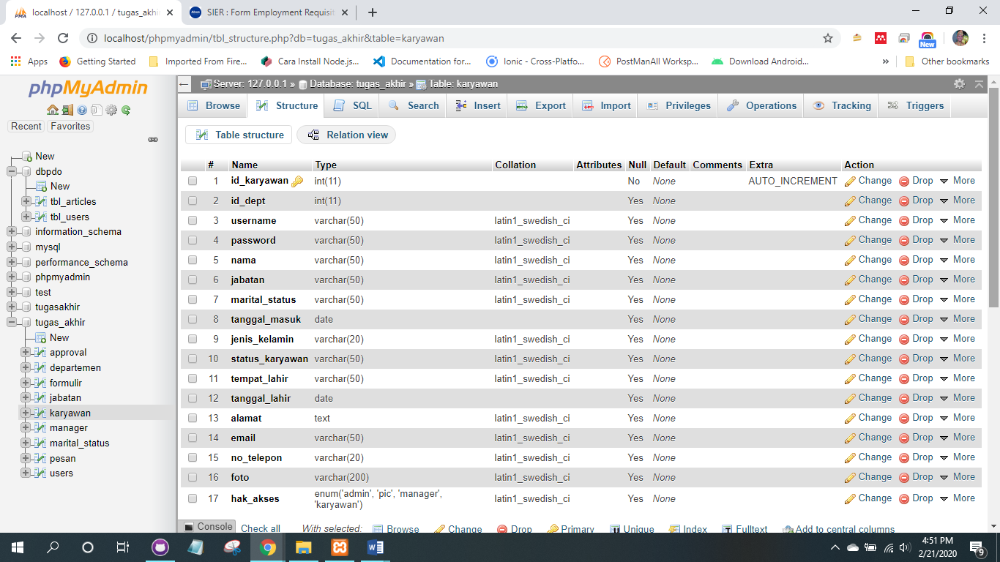 localhost / 127.0.0.1 / tugas_akhi
SIER : Form Employment Requisit
localhost/phpmyadmin/tbl_structure.php?db=tugas_akhir&table=karyawan
New
Apps Getting Started Imported From Fire... Cara Install Node.js... Documentation for... Ionic - Cross-Platfo... PostManAll Worksp... Download Android... » Other bookmarks
phpMyAdmin
Recent Favorites
New
dbpdo
New
tbl_articles
tbl_users
information_schema
mysql
performance_schema
phpmyadmin
test
tugasakhir
tugas_akhir
New
approval
departemen
formulir
jabatan
karyawan
manager
marital_status
pesan
users
Server: 127.0.0.1 » Database: tugas_akhir » Table: karyawan
Browse Structure SQL Search Insert Export Import Privileges Operations Tracking Triggers
Table structure Relation view
# Name Type Collation Attributes Null Default Comments Extra Action
1 id_karyawan int(11) No None AUTO_INCREMENT Change Drop More
2 id_dept int(11) Yes None Change Drop More
3 username varchar(50) latin1_swedish_ci Yes None Change Drop More
4 password varchar(50) latin1_swedish_ci Yes None Change Drop More
5 nama varchar(50) latin1_swedish_ci Yes None Change Drop More
6 jabatan varchar(50) latin1_swedish_ci Yes None Change Drop More
7 marital_status varchar(50) latin1_swedish_ci Yes None Change Drop More
8 tanggal_masuk date Yes None Change Drop More
9 jenis_kelamin varchar(20) latin1_swedish_ci Yes None Change Drop More
10 status_karyawan varchar(50) latin1_swedish_ci Yes None Change Drop More
11 tempat_lahir varchar(50) latin1_swedish_ci Yes None Change Drop More
12 tanggal_lahir date Yes None Change Drop More
13 alamat text latin1_swedish_ci Yes None Change Drop More
14 email varchar(50) latin1_swedish_ci Yes None Change Drop More
15 no_telepon varchar(20) latin1_swedish_ci Yes None Change Drop More
16 foto varchar(200) latin1_swedish_ci Yes None Change Drop More
17 hak_akses enum('admin', 'pic', 'manager', 'karyawan') latin1_swedish_ci Yes None Change Drop More
Console Check all With selected: Browse Change Drop Primary Unique Index Fulltext Add to central columns
4:51 PM
2/21/2020
9